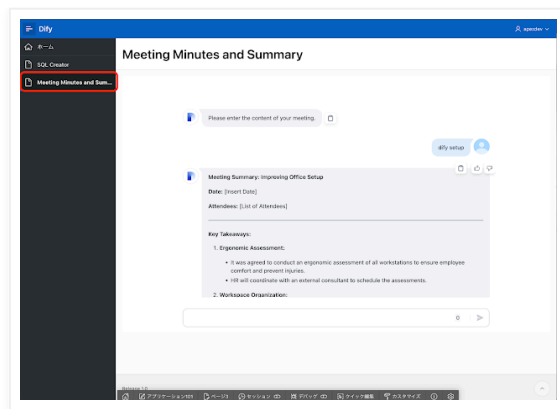 Dify
apexdev
ホーム
SQL Creator
Meeting Minutes and Sum...
Meeting Minutes and Summary
Please enter the content of your meeting.
dify setup
Meeting Summary: Improving Office Setup
Date: [Insert Date]
Attendees: [List of Attendees]
Key Takeaways:
1. Ergonomic Assessment:
• It was agreed to conduct an ergonomic assessment of all workstations to ensure employee
comfort and prevent injuries.
• HR will coordinate with an external consultant to schedule the assessments.
2. Workspace Organization:
0
Release 1.0
アプリケーション101
ページ3
セッション
デバッグ
クイック編集
カスタマイズ